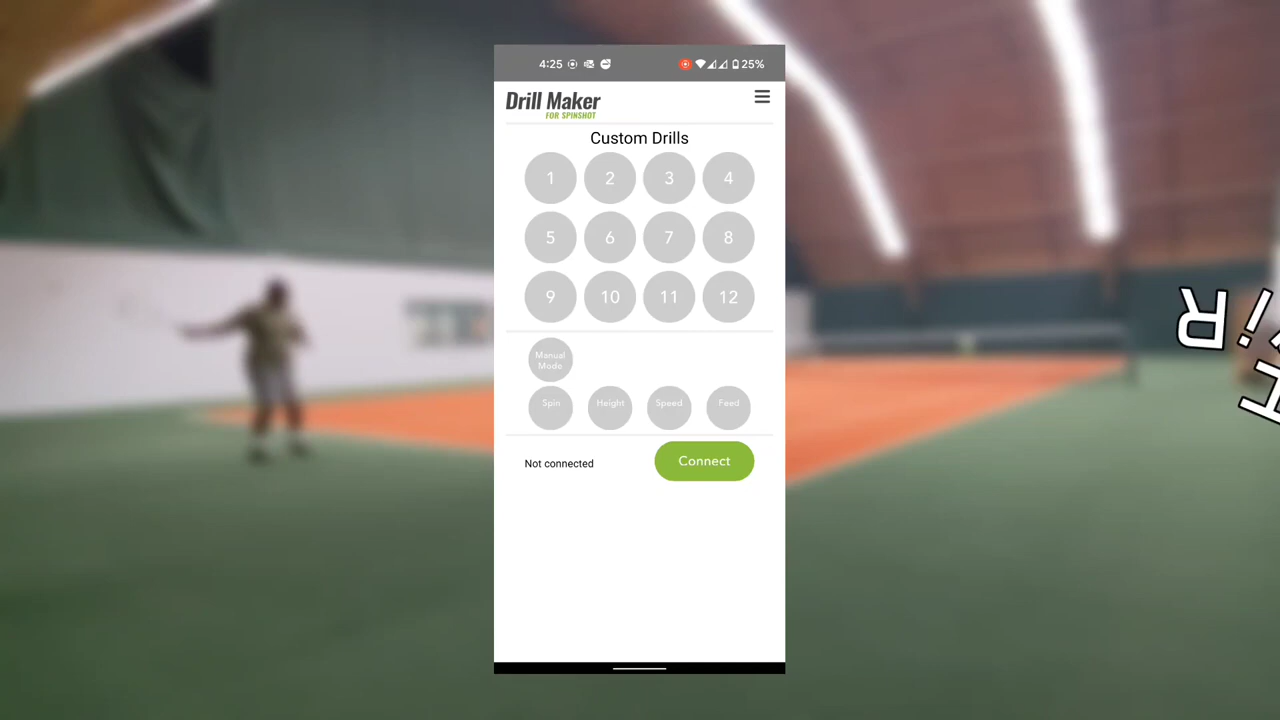 4:25 25%
Drill Maker
FOR SPINSHOT
Custom Drills
1 2 3 4
5 6 7 8
9 10 11 12
Manual
Mode
Spin Height Speed Feed
Not connected Connect